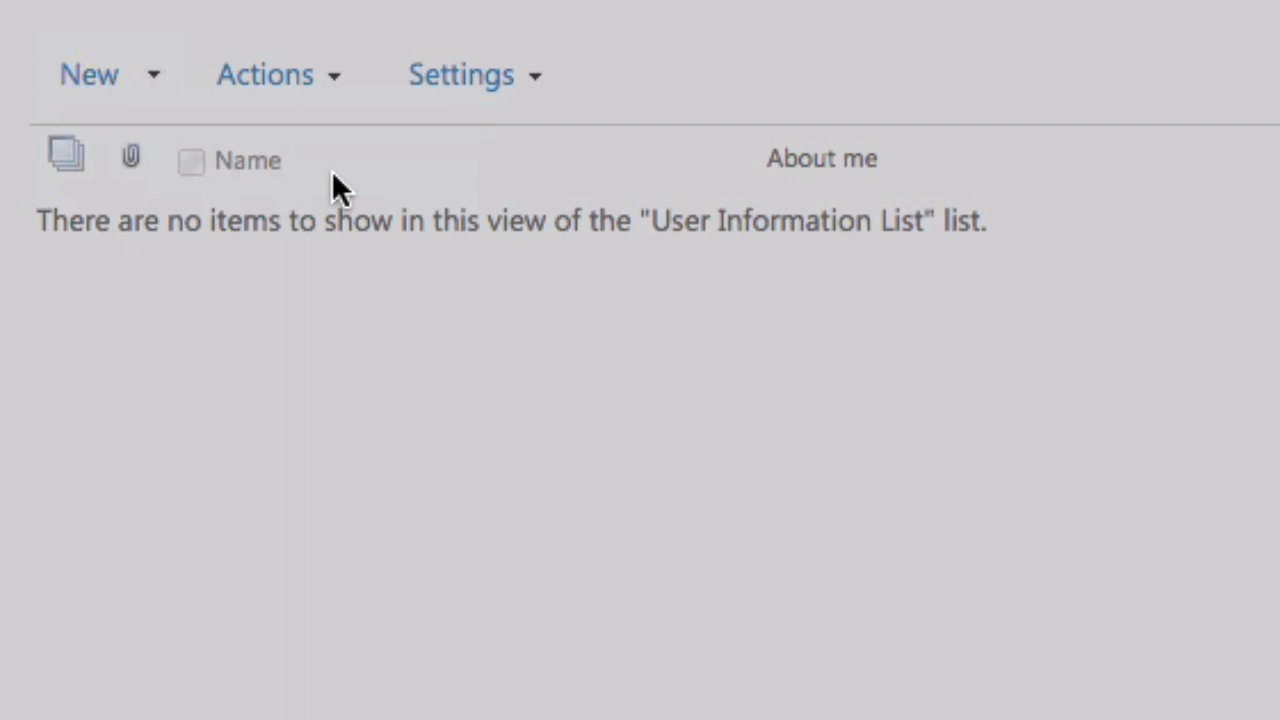 New Actions Settings
Name About me
There are no items to show in this view of the "User Information List" list.